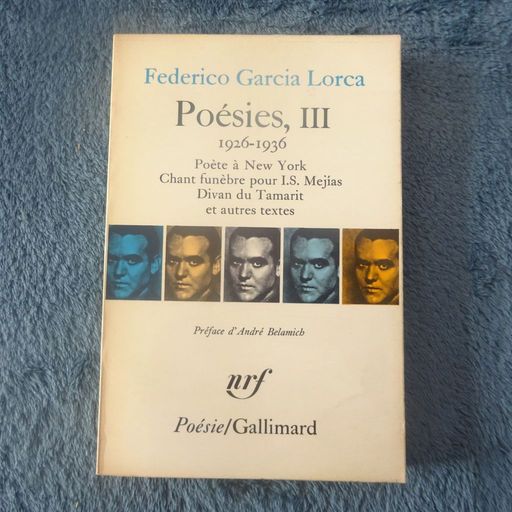 Federico Garcia Lorca
Poésies, III
1926-1936
Poète à New York
Chant funèbre pour I.S. Mejías
Divan du Tamarit
et autres textes
Préface d'André Belamich
nrf
Poésie/Gallimard